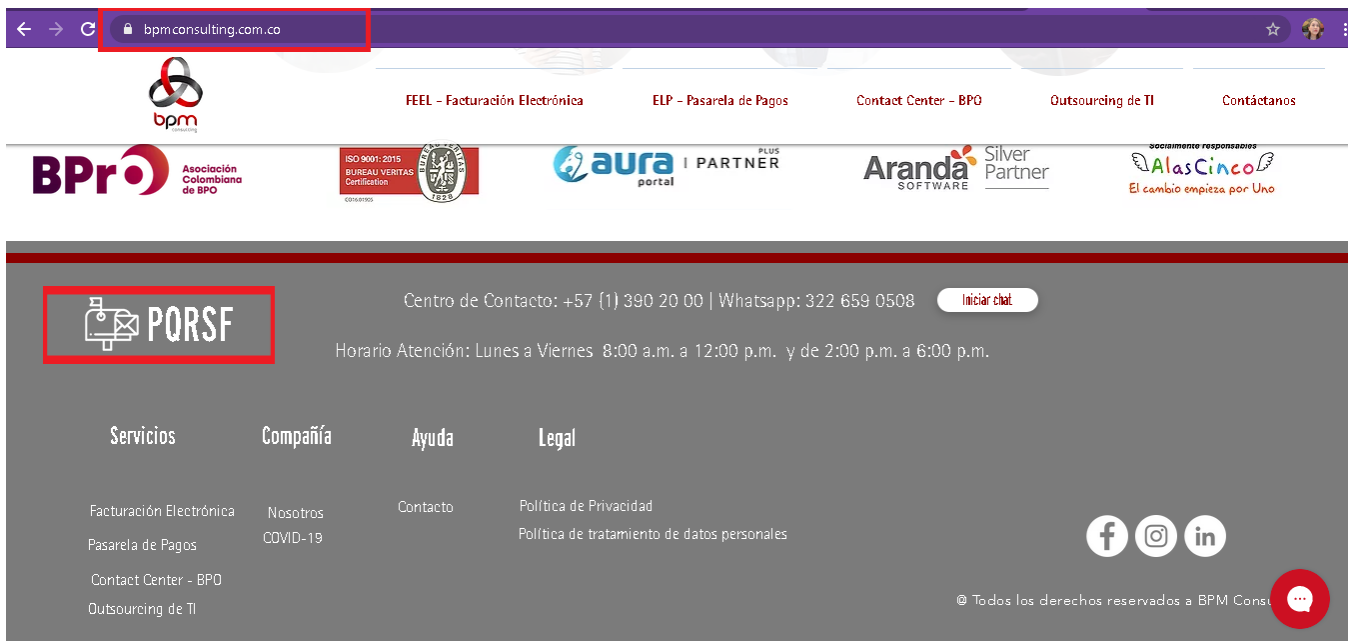 bpmconsulting.com.co
bpm
consulting
FEEL - Facturación Electrónica
ELP - Pasarela de Pagos
Contact Center - BPO
Outsourcing de TI
Contáctanos
BPro
Asociación
Colombiana
de BPO
ISO 9001: 2015
BUREAU VERITAS
Certification
1828
aura
portal
PLUS
PARTNER
Aranda
SOFTWARE
Silver
Partner
socialmente responsables
AlasCinco
El cambio empieza por Uno
PQRSF
Centro de Contacto: +57 (1) 390 20 00 | Whatsapp: 322 659 0508
Iniciar chat
Horario Atención: Lunes a Viernes 8:00 a.m. a 12:00 p.m. y de 2:00 p.m. a 6:00 p.m.
Servicios
Facturación Electrónica
Pasarela de Pagos
Contact Center - BPO
Outsourcing de TI
Compañía
Nosotros
COVID-19
Ayuda
Contacto
Legal
Política de Privacidad
Política de tratamiento de datos personales
@ Todos los derechos reservados a BPM Consu